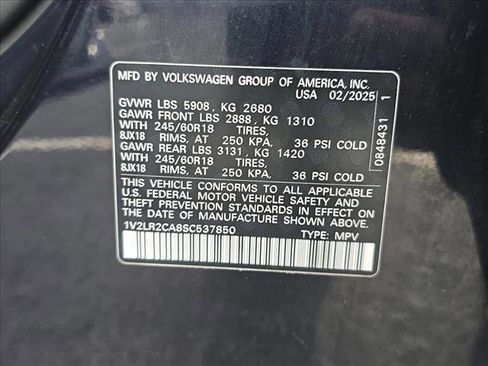 MFD BY VOLKSWAGEN GROUP OF AMERICA, INC.
USA 02/2025
GVWR LBS 5908, KG 2680
GAWR FRONT LBS 2888, KG 1310
WITH 245/60R18 TIRES,
8JX18 RIMS, AT 250 KPA, 36 PSI COLD
GAWR REAR LBS 3131, KG 1420
WITH 245/60R18 TIRES,
8JX18 RIMS, AT 250 KPA, 36 PSI COLD
THIS VEHICLE CONFORMS TO ALL APPLICABLE
U.S. FEDERAL MOTOR VEHICLE SAFETY AND
THEFT PREVENTION STANDARDS IN EFFECT
ON THE DATE OF MANUFACTURE SHOWN ABOVE.
1V2LR2CA8SC537850
TYPE: MPV
0848431 1